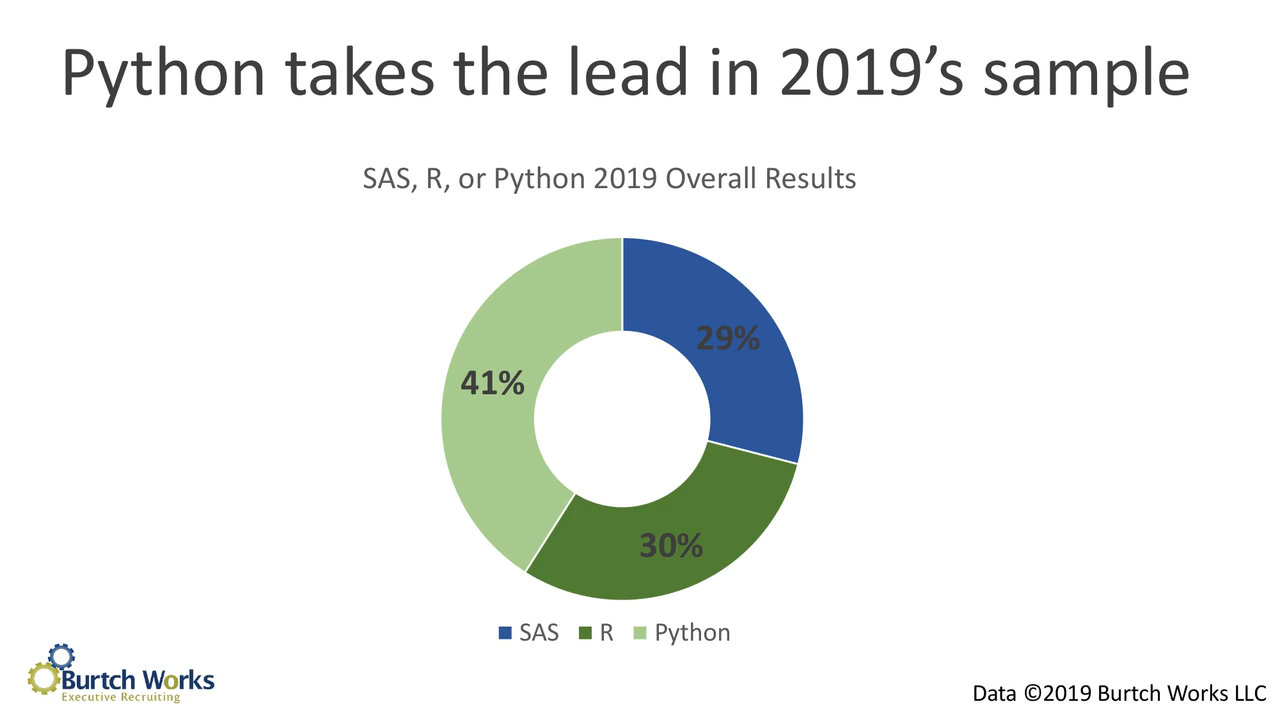 Python takes the lead in 2019’s sample
SAS, R, or Python 2019 Overall Results
29%
41%
30%
SAS R Python
Burtch Works
Executive Recruiting
Data ©2019 Burtch Works LLC